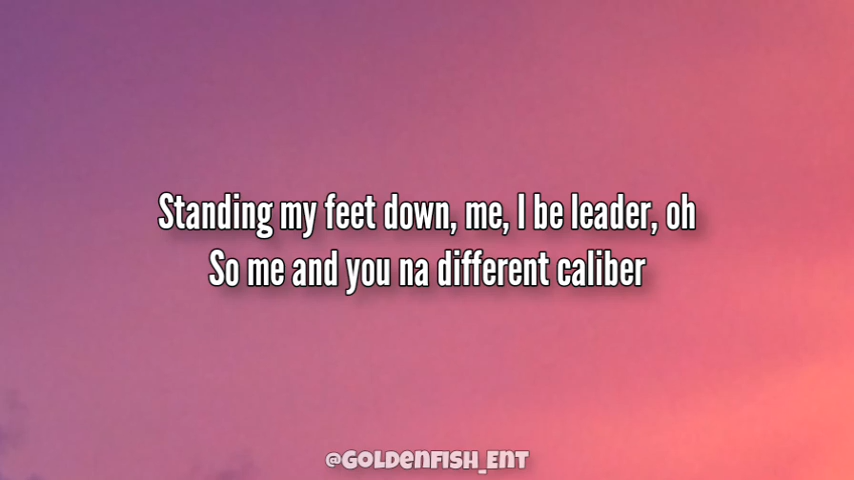 Standing my feet down, me, I be leader, oh
So me and you na different caliber
@GOLDENFISH_ENT